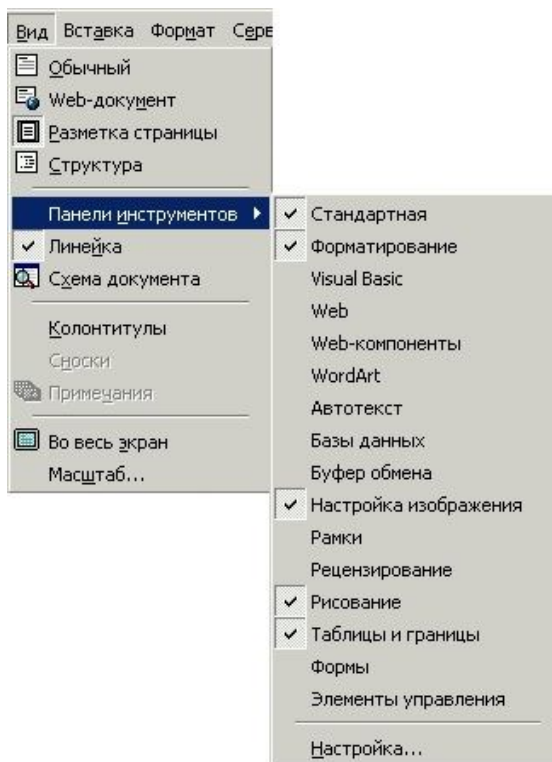 Вид Вставка Формат Серв
Обычный
Web-документ
Разметка страницы
Структура
Панели инструментов
Линейка
Схема документа
Колонтитулы
Сноски
Примечания
Во весь экран
Масштаб...
Стандартная
Форматирование
Visual Basic
Web
Web-компоненты
WordArt
Автотекст
Базы данных
Буфер обмена
Настройка изображения
Рамки
Рецензирование
Рисование
Таблицы и границы
Формы
Элементы управления
Настройка...